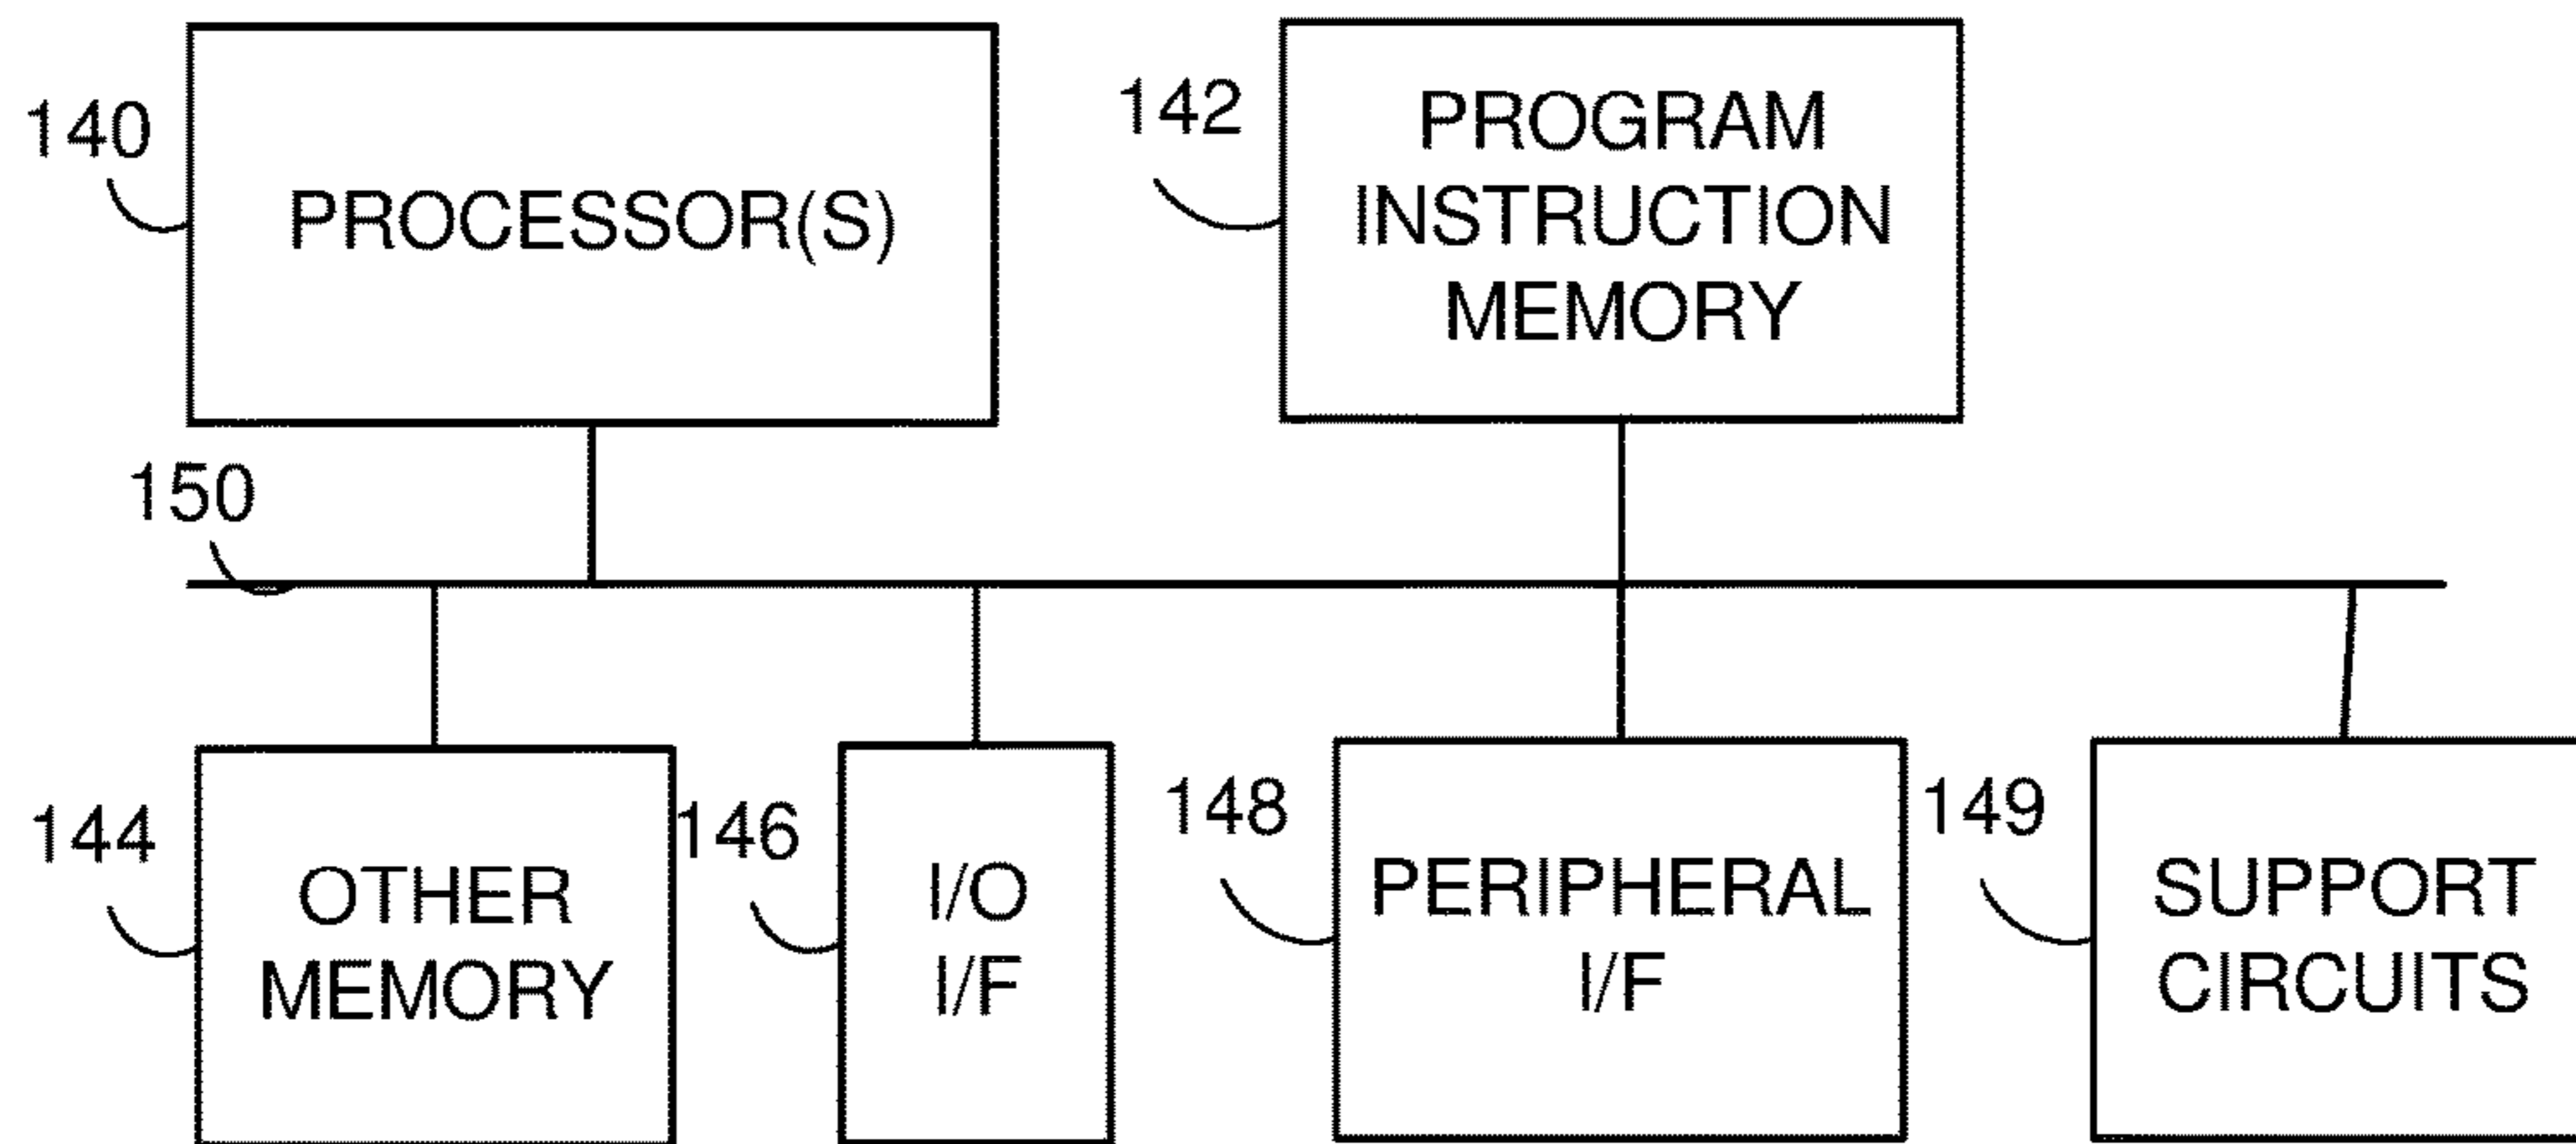 140
PROCESSOR(S)
142
PROGRAM
INSTRUCTION
MEMORY
150
144
OTHER
MEMORY
146
I/O
I/F
148
PERIPHERAL
I/F
149
SUPPORT
CIRCUITS